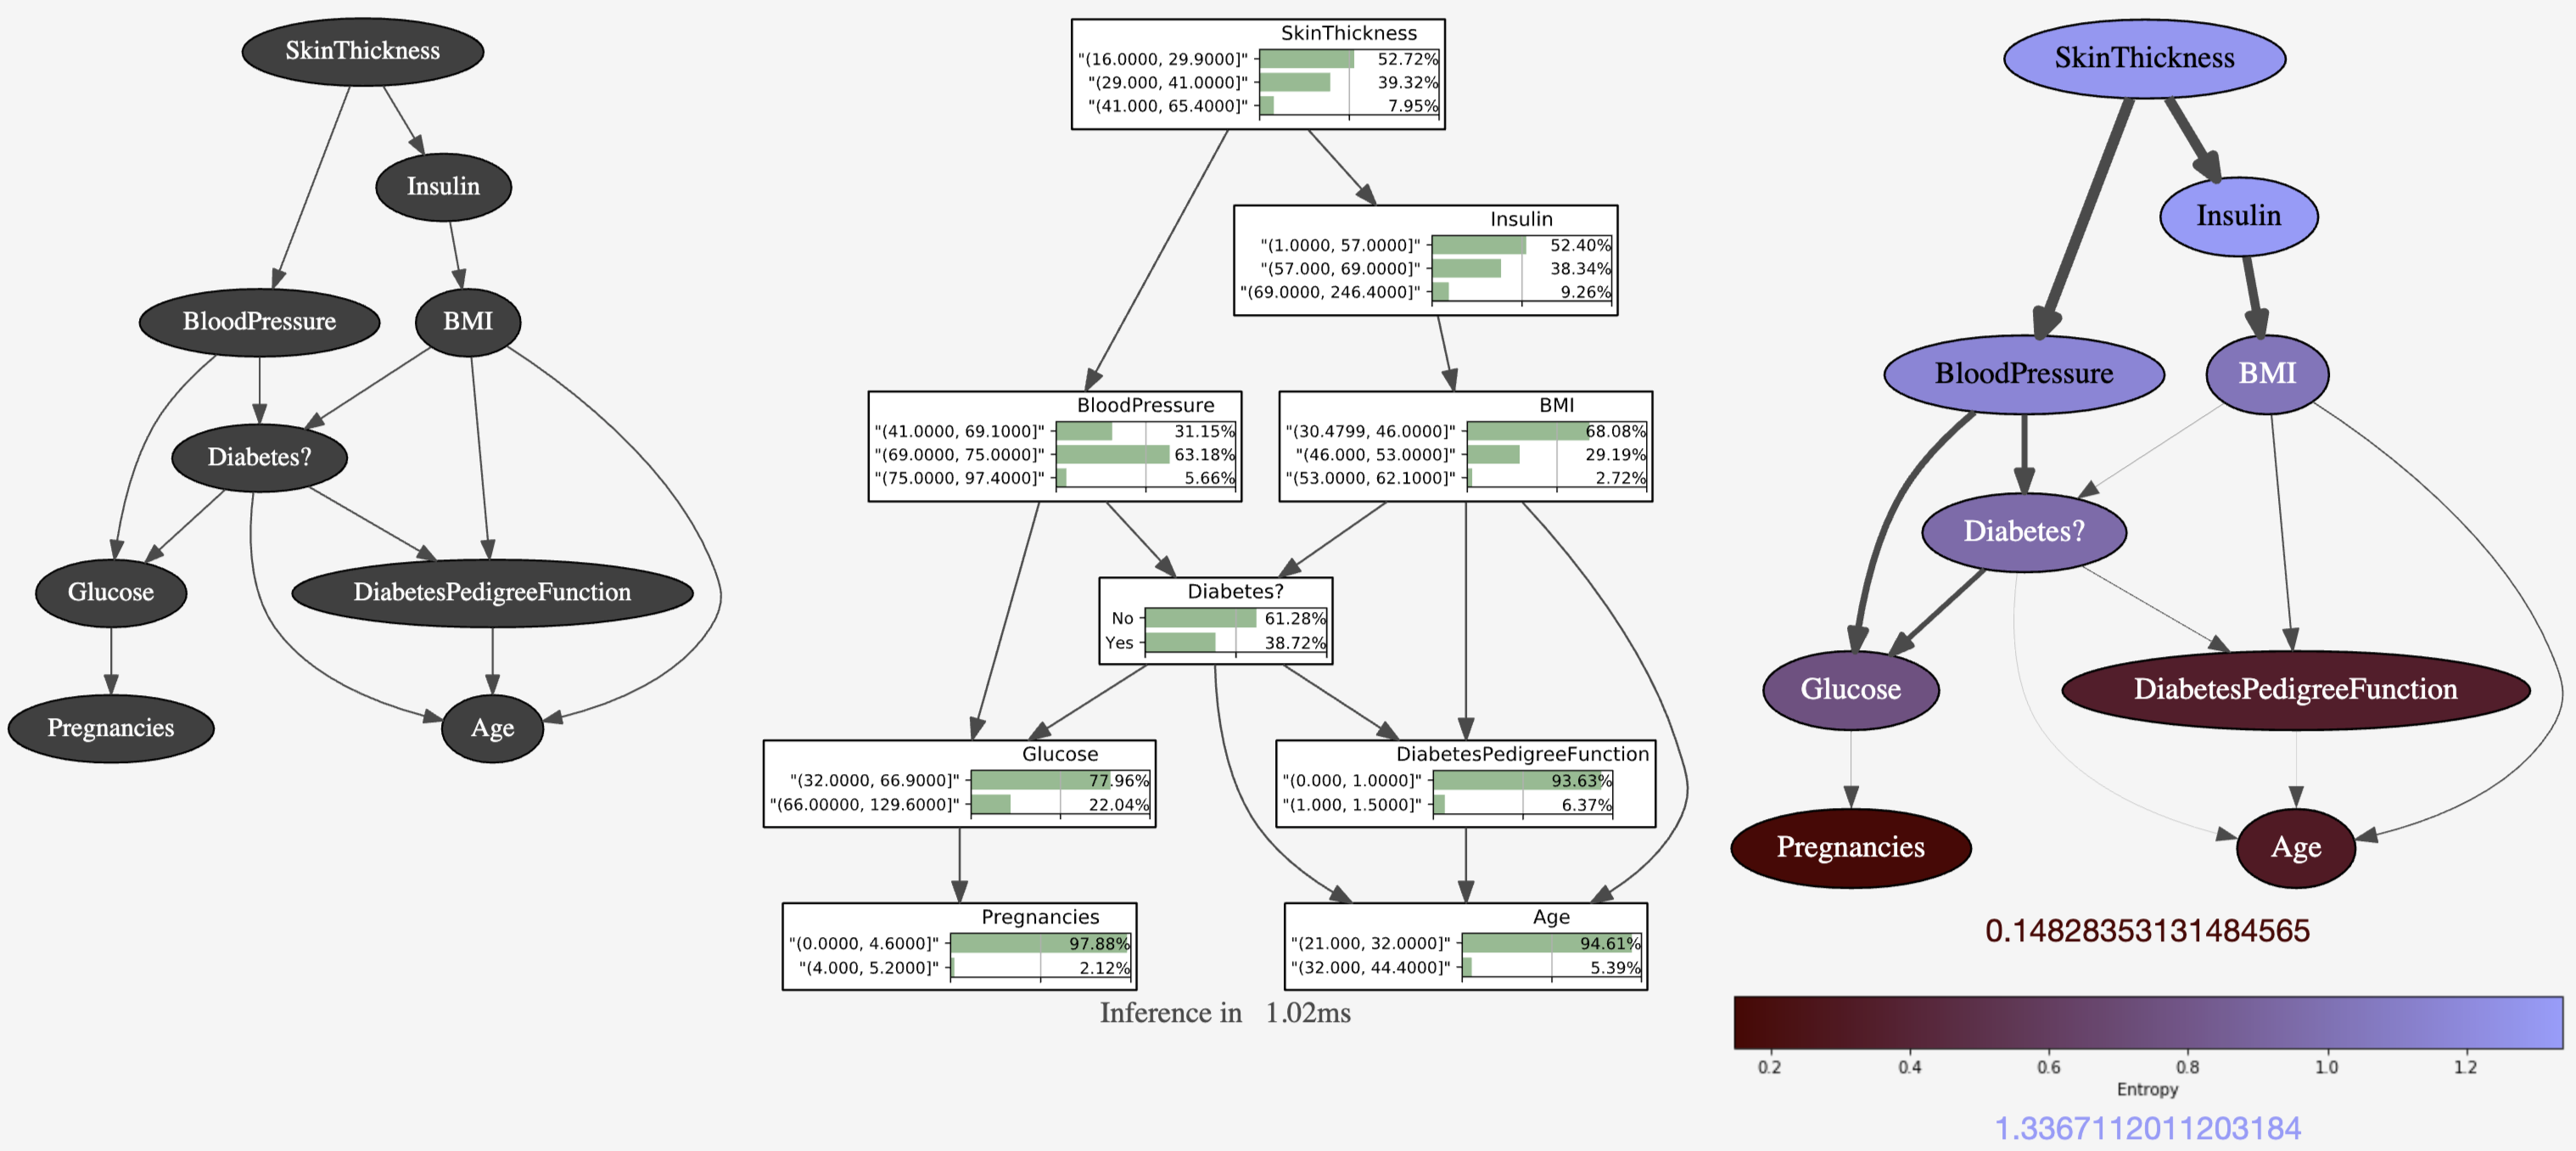 SkinThickness
Insulin
BloodPressure
BMI
Diabetes?
Glucose
DiabetesPedigreeFunction
Pregnancies
Age
SkinThickness
"(16.0000, 29.9000]" 52.72%
"(29.000, 41.0000]" 39.32%
"(41.000, 65.4000]" 7.95%
Insulin
"(1.0000, 57.0000]" 52.40%
"(57.000, 69.0000]" 38.34%
"(69.0000, 246.4000]" 9.26%
BloodPressure
"(41.0000, 69.1000]" 31.15%
"(69.0000, 75.0000]" 63.18%
"(75.0000, 97.4000]" 5.66%
BMI
"(30.4799, 46.0000]" 68.08%
"(46.000, 53.0000]" 29.19%
"(53.0000, 62.1000]" 2.72%
Diabetes?
No 61.28%
Yes 38.72%
Glucose
"(32.0000, 66.9000]" 77.96%
"(66.00000, 129.6000]" 22.04%
DiabetesPedigreeFunction
"(0.000, 1.0000]" 93.63%
"(1.000, 1.5000]" 6.37%
Pregnancies
"(0.0000, 4.6000]" 97.88%
"(4.000, 5.2000]" 2.12%
Age
"(21.000, 32.0000]" 94.61%
"(32.000, 44.4000]" 5.39%
Inference in 1.02ms
SkinThickness
Insulin
BloodPressure
BMI
Diabetes?
Glucose
DiabetesPedigreeFunction
Pregnancies
Age
0.14828353131484565
0.2 0.4 0.6 0.8 1.0 1.2
Entropy
1.3367112011203184